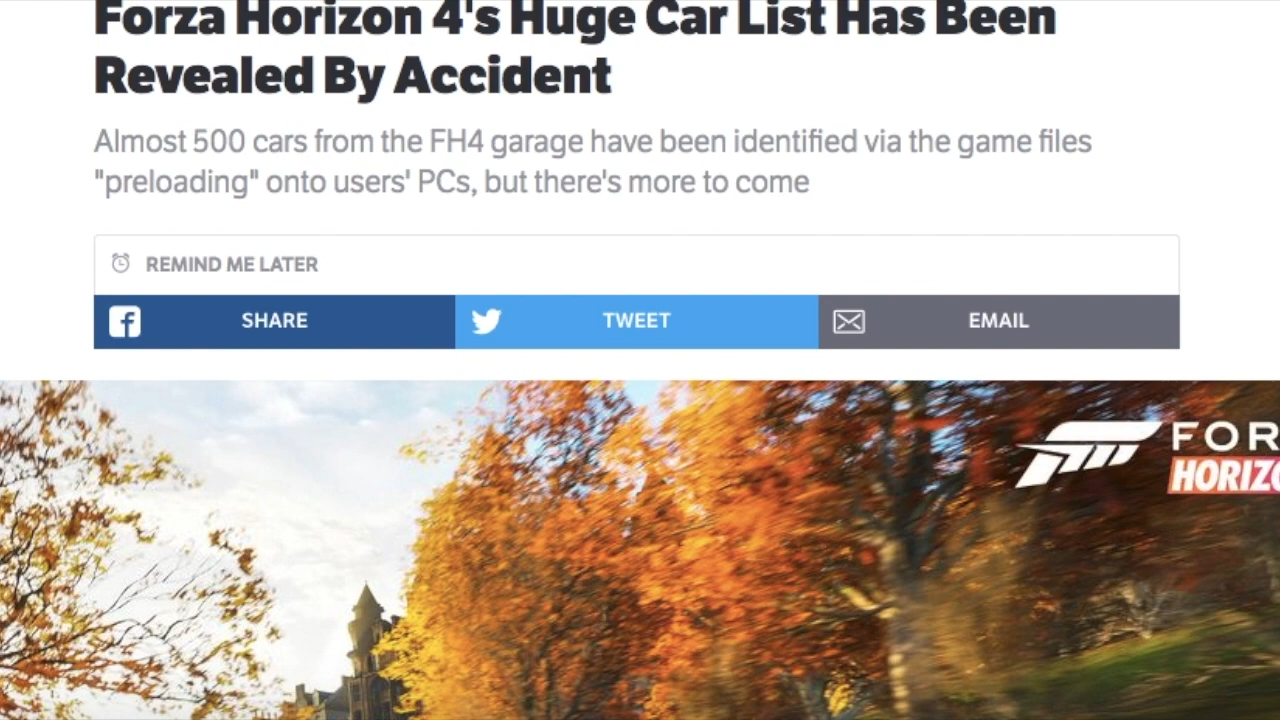 Forza Horizon 4's Huge Car List Has Been
Revealed By Accident
Almost 500 cars from the FH4 garage have been identified via the game files
"preloading" onto users' PCs, but there's more to come
REMIND ME LATER
SHARE
TWEET
EMAIL
FOR
HORIZO